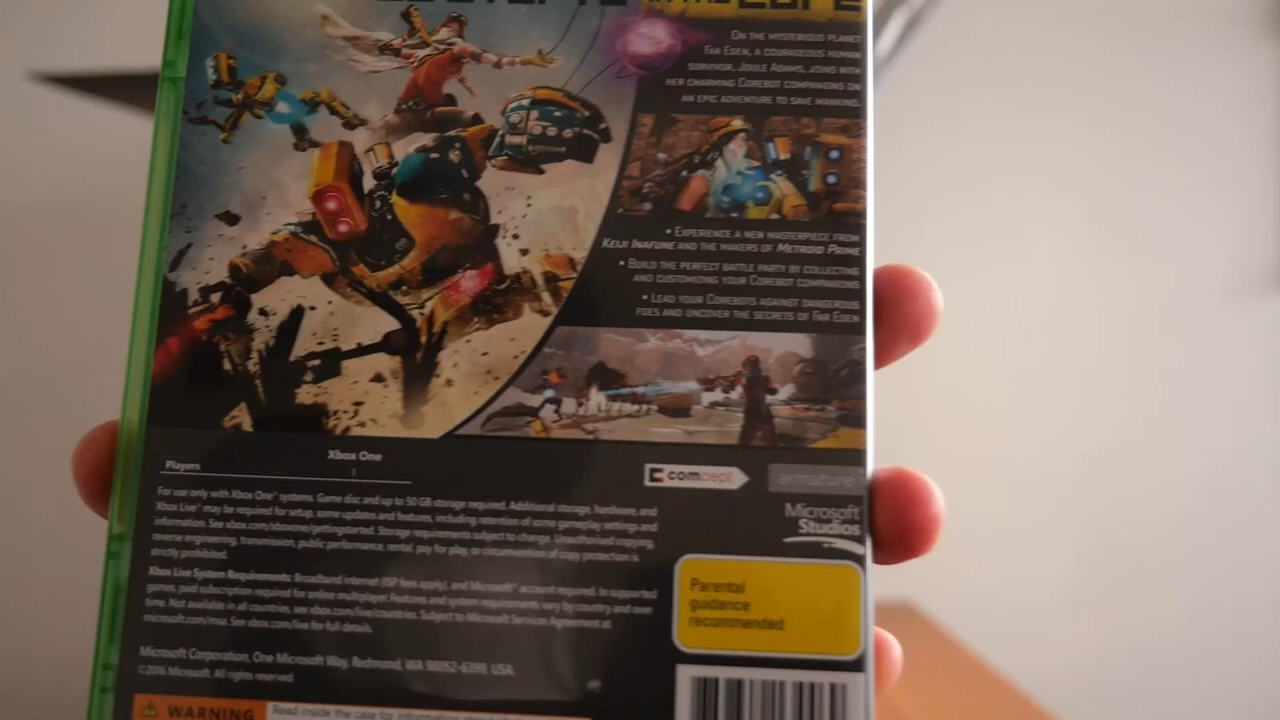 On the mysterious planet
Far Eden, a courageous human
survivor, Joule Adams, joins with
her charming Corebot companions on
an epic adventure to save mankind.
• Experience a new masterpiece from
Keiji Inafune and the makers of Metroid Prime
• Build the perfect battle party by collecting
and customizing your Corebot companions
• Lead your Corebots against dangerous
foes and uncover the secrets of Far Eden
Xbox One
Players 1
comcept
armature
Microsoft
Studios
For use only with Xbox One® systems. Game disc and up to 50 GB storage required. Additional storage, hardware, and
Xbox Live® may be required for setup, some updates and features, including retention of some gameplay settings and
information. See xbox.com/xboxone/gettingstarted. Storage requirements subject to change. Unauthorized copying,
reverse engineering, transmission, public performance, rental, pay for play, or circumvention of copy protection is
strictly prohibited.
Xbox Live System Requirements: Broadband internet (ISP fees apply), and Microsoft® account required. In supported
games, paid subscription required for online multiplayer. Features and system requirements vary by country and over
time. Not available in all countries, see xbox.com/live/countries. Subject to Microsoft Services Agreement at
microsoft.com/msa. See xbox.com/live for full details.
Parental
guidance
recommended
Microsoft Corporation, One Microsoft Way, Redmond, WA 98052-6399, USA
©2016 Microsoft. All rights reserved.
WARNING
Read inside the case for information about